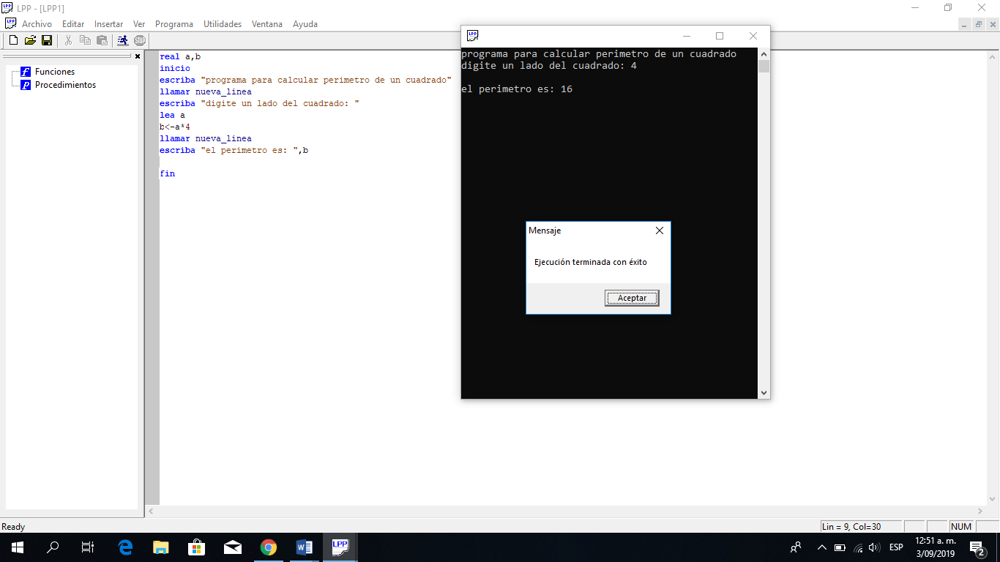 LPP - [LPP1]
Archivo Editar Insertar Ver Programa Utilidades Ventana Ayuda
Funciones
Procedimientos
real a,b
inicio
escriba "programa para calcular perimetro de un cuadrado"
llamar nueva_linea
escriba "digite un lado del cuadrado: "
lea a
b<-a*4
llamar nueva_linea
escriba "el perimetro es: ",b
fin
programa para calcular perimetro de un cuadrado
digite un lado del cuadrado: 4
el perimetro es: 16
Mensaje
Ejecución terminada con éxito
Aceptar
Ready
Lin = 9, Col=30
NUM
LPP
ESP
12:51 a. m.
3/09/2019
2